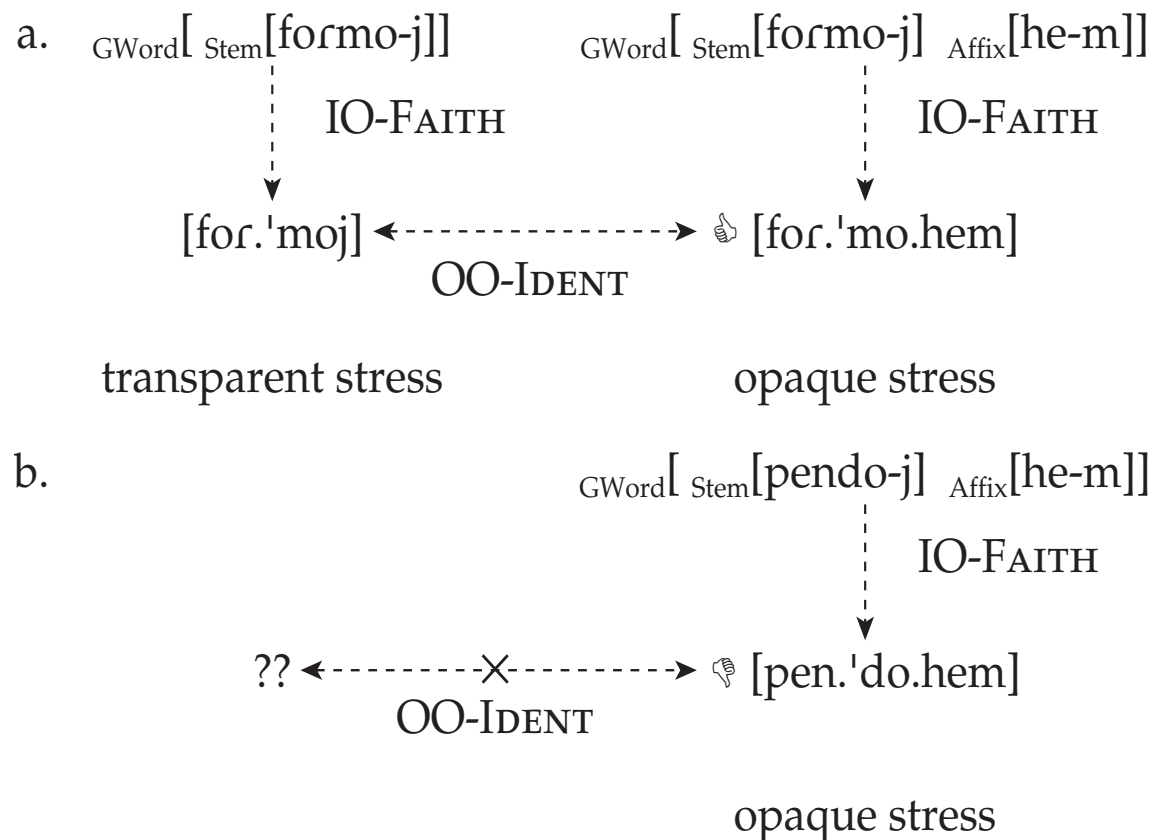 a. GWord[ Stem[foɾmo-j]] GWord[ Stem[foɾmo-j] Affix[he-m]]
IO-FAITH IO-FAITH
[foɾ.ˈmoj] 👍 [foɾ.ˈmo.hem]
OO-IDENT
transparent stress opaque stress
b. GWord[ Stem[pendo-j] Affix[he-m]]
IO-FAITH
?? 👎 [pen.ˈdo.hem]
OO-IDENT
opaque stress